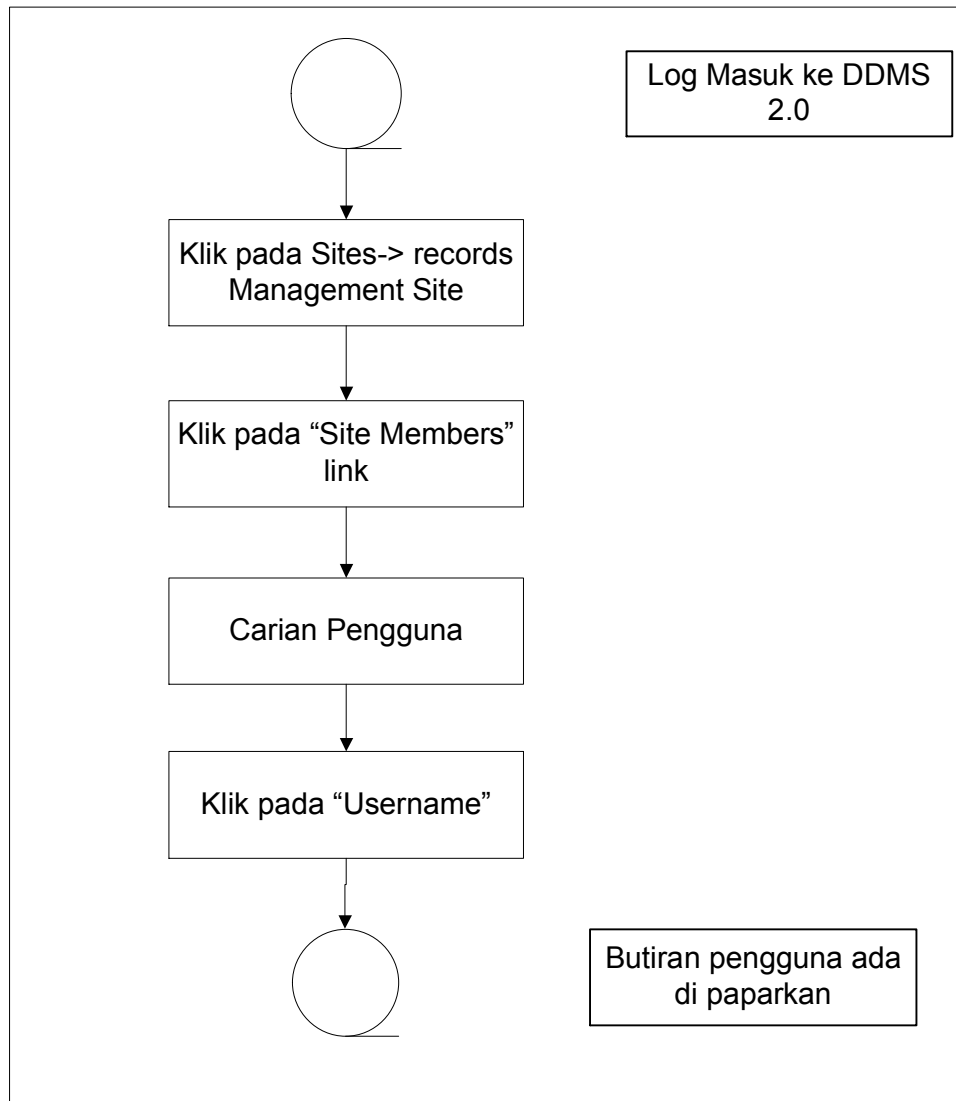 Log Masuk ke DDMS
2.0
Klik pada Sites-> records
Management Site
Klik pada “Site Members”
link
Carian Pengguna
Klik pada “Username”
Butiran pengguna ada
di paparkan